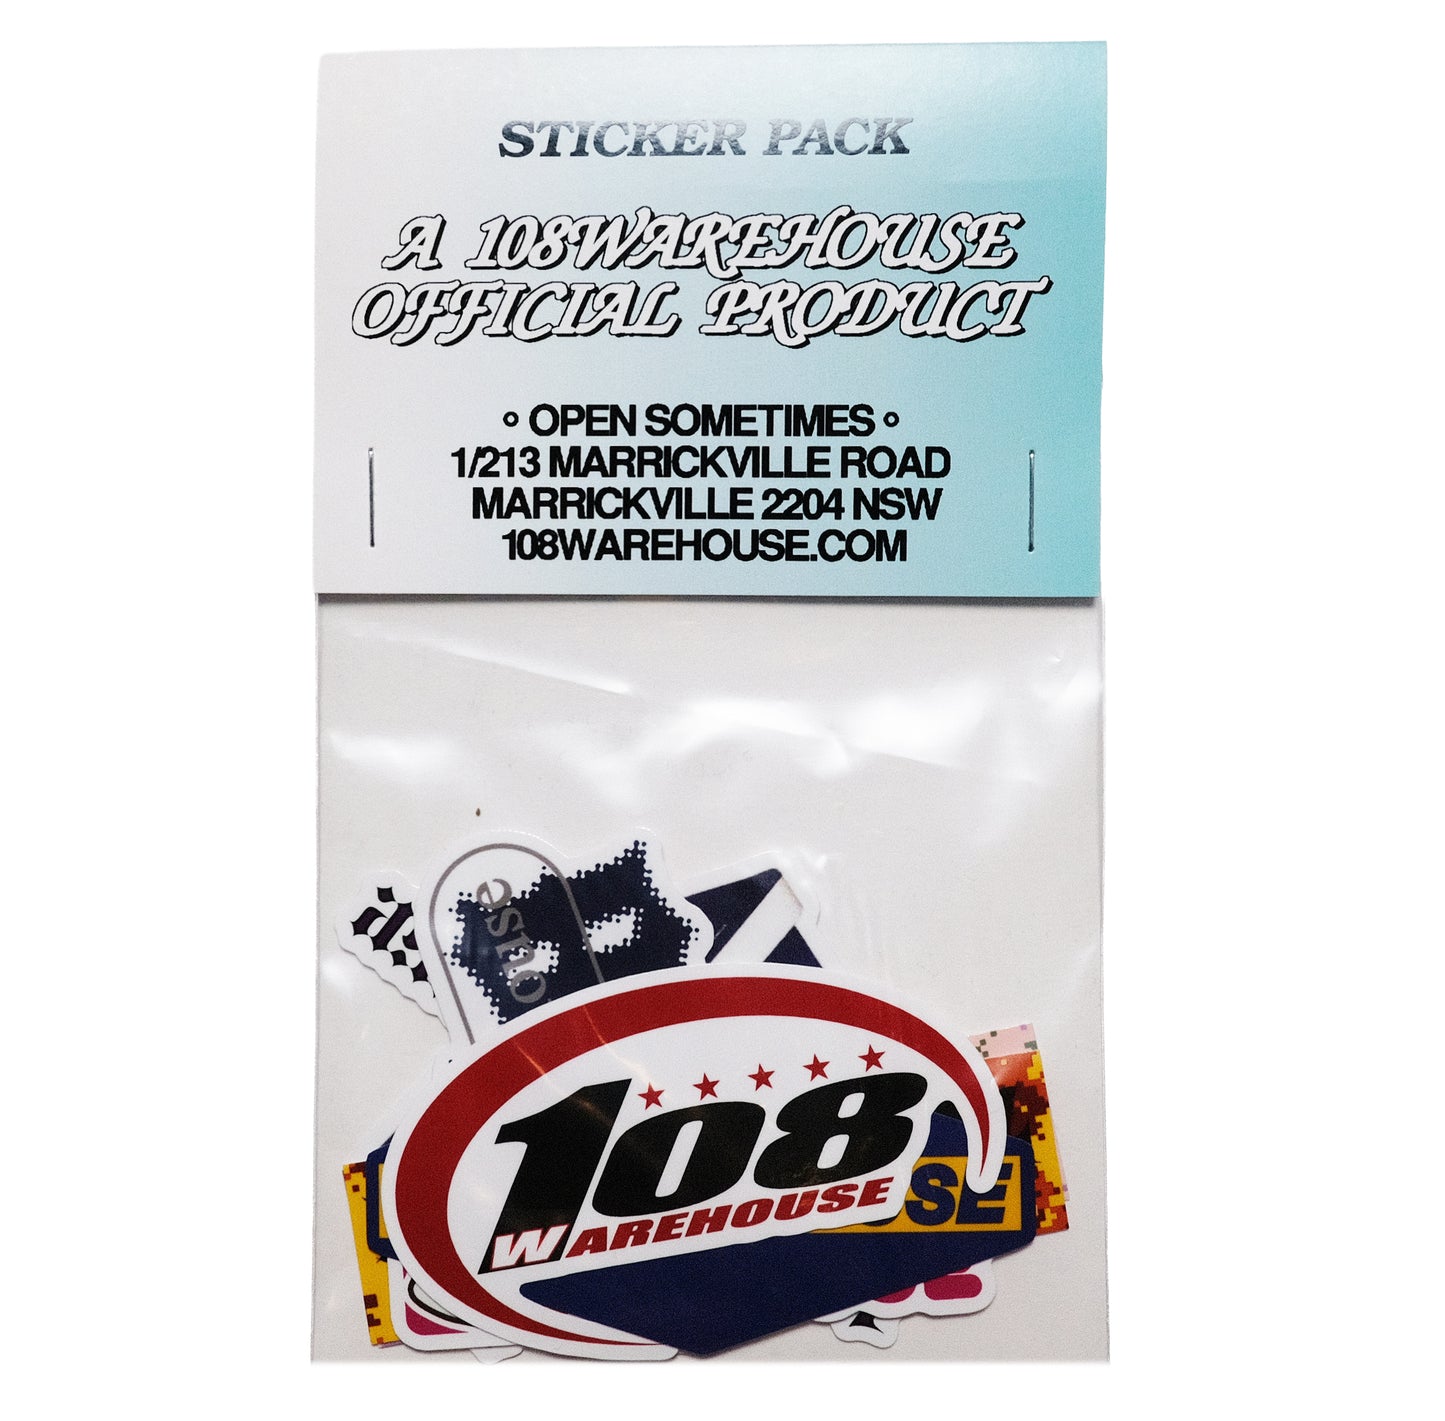 STICKER PACK
A 108WAREHOUSE
OFFICIAL PRODUCT
∘ OPEN SOMETIMES ∘
1/213 MARRICKVILLE ROAD
MARRICKVILLE 2204 NSW
108WAREHOUSE.COM
108
WAREHOUSE